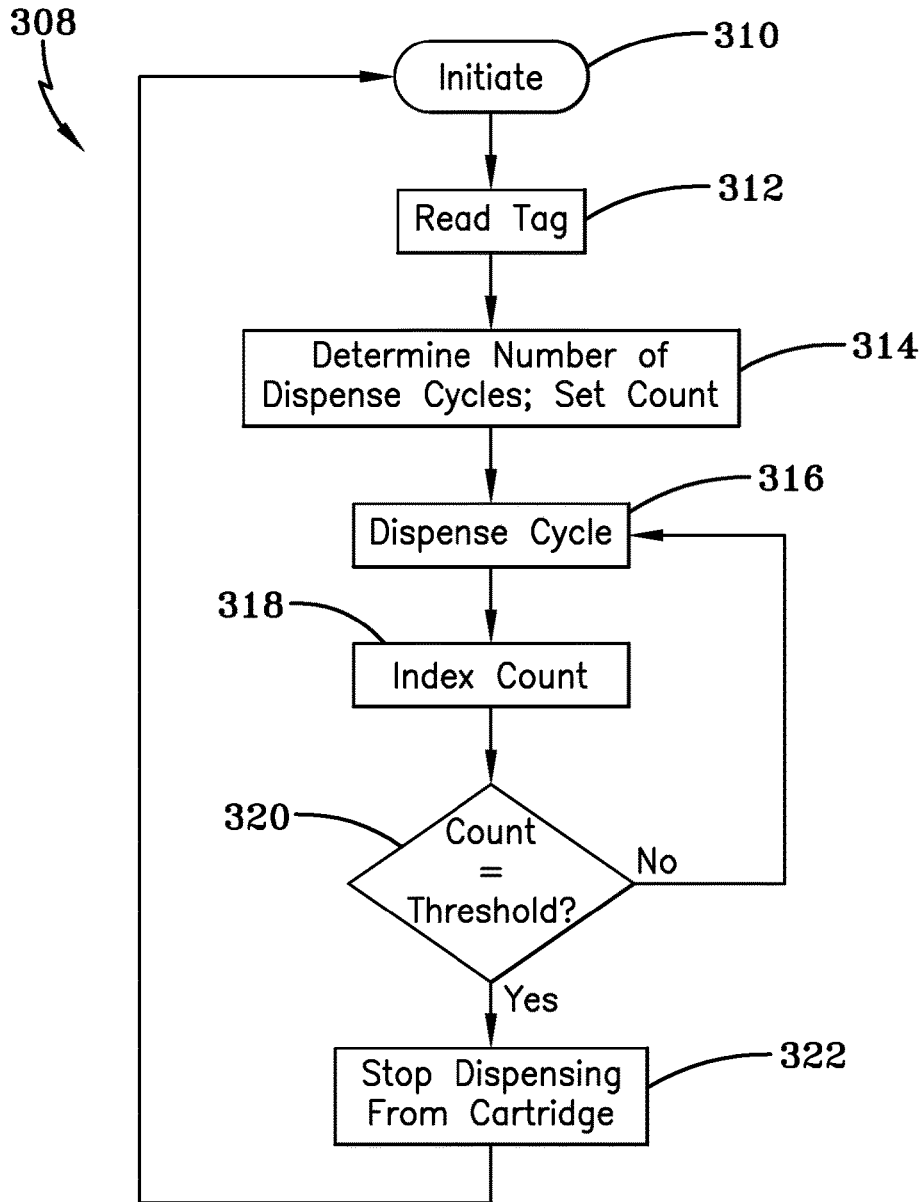 308
310
Initiate
312
Read Tag
314
Determine Number of
Dispense Cycles; Set Count
316
Dispense Cycle
318
Index Count
320
Count
=
Threshold?
No
Yes
322
Stop Dispensing
From Cartridge